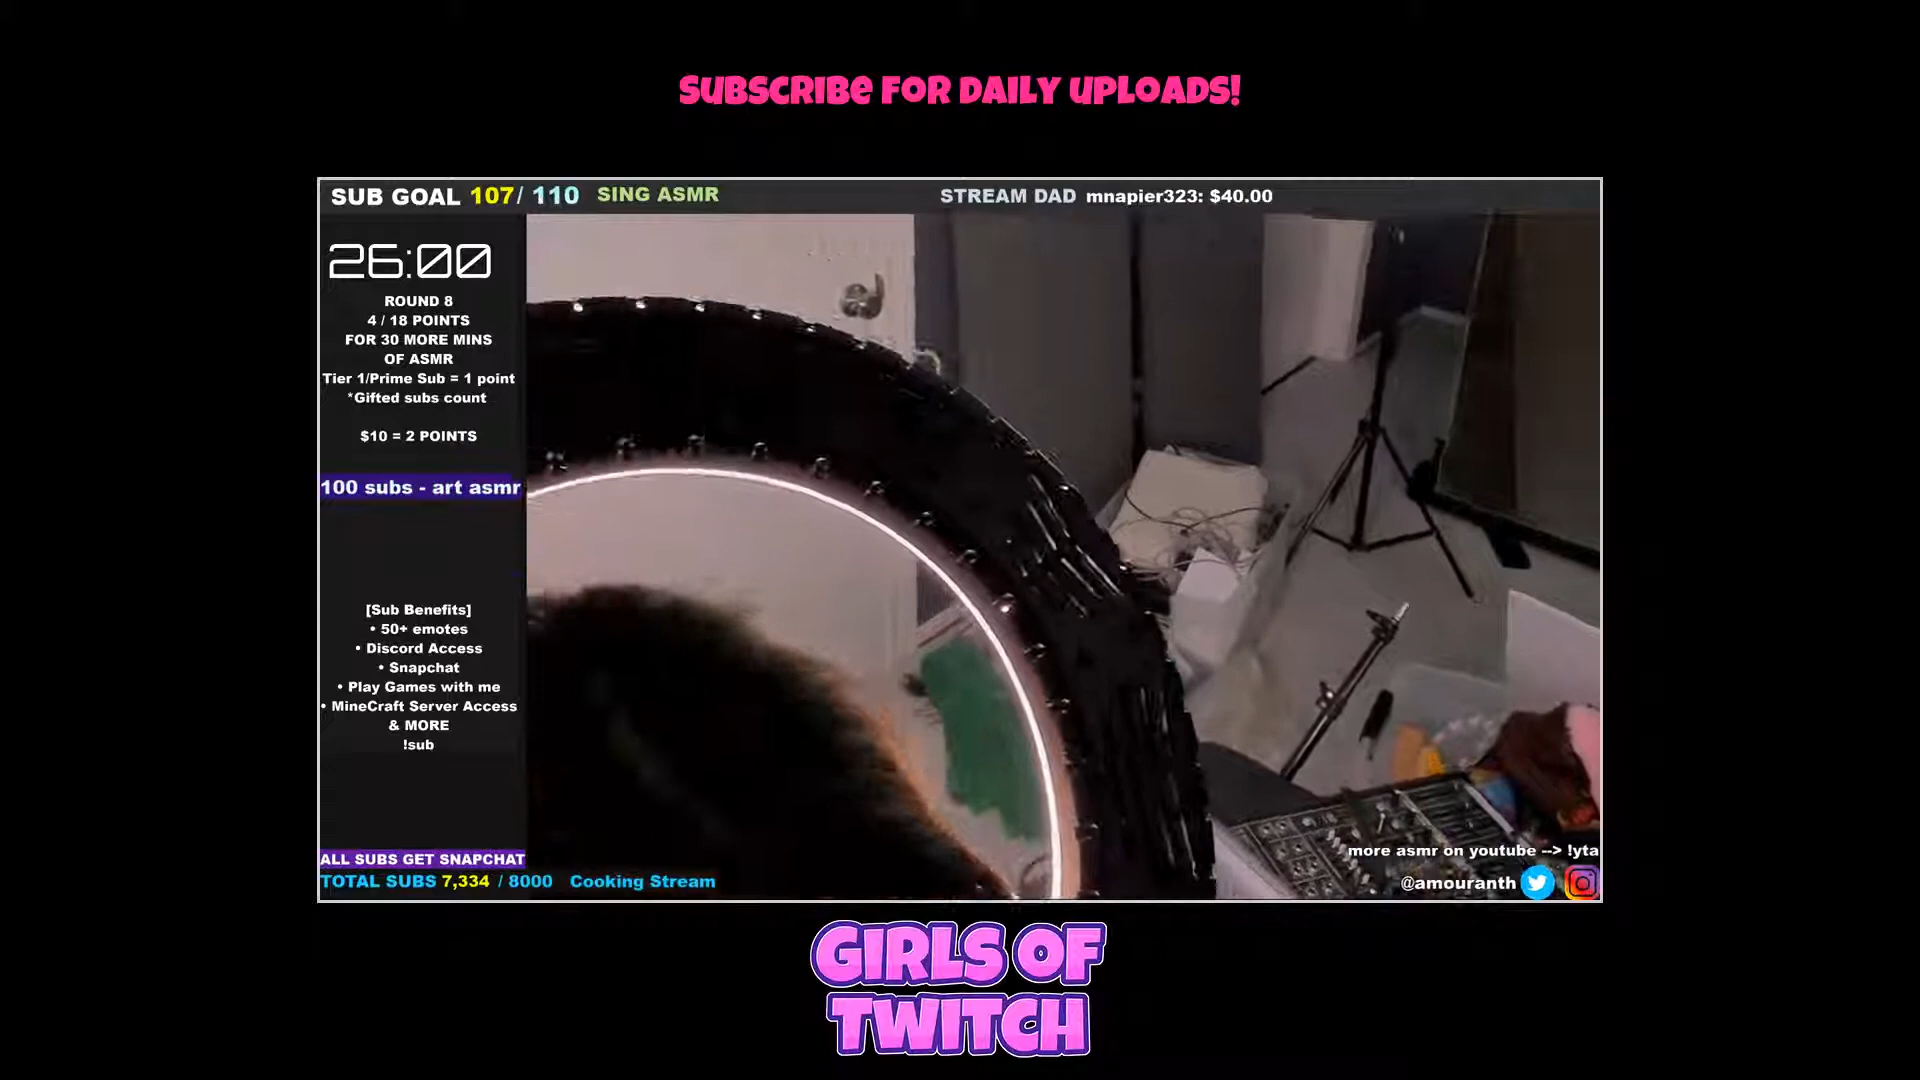 SUBSCRIBE FOR DAILY UPLOADS!
SUB GOAL 107/ 110 SING ASMR STREAM DAD mnapier323: $40.00
26:00
ROUND 8
4 / 18 POINTS
FOR 30 MORE MINS
OF ASMR
Tier 1/Prime Sub = 1 point
*Gifted subs count
$10 = 2 POINTS
100 subs - art asmr
[Sub Benefits]
• 50+ emotes
• Discord Access
• Snapchat
• Play Games with me
• MineCraft Server Access
& MORE
!sub
ALL SUBS GET SNAPCHAT
TOTAL SUBS 7,334 / 8000 Cooking Stream
more asmr on youtube --> !yta
@amouranth
GIRLS OF
TWITCH